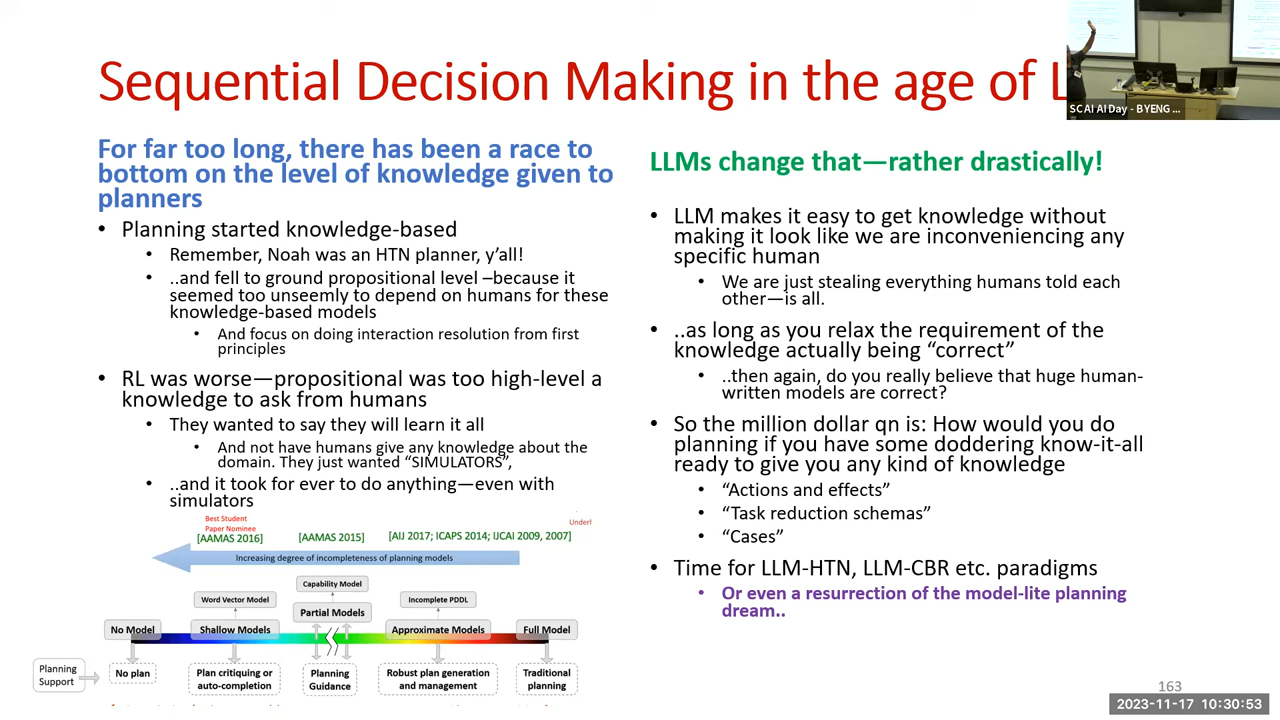 Sequential Decision Making in the age of L
SCAI AI Day - BYENG ...
For far too long, there has been a race to
bottom on the level of knowledge given to
planners
• Planning started knowledge-based
• Remember, Noah was an HTN planner, y'all!
• ..and fell to ground propositional level –because it
seemed too unseemly to depend on humans for these
knowledge-based models
• And focus on doing interaction resolution from first
principles
• RL was worse—propositional was too high-level a
knowledge to ask from humans
• They wanted to say they will learn it all
• And not have humans give any knowledge about the
domain. They just wanted “SIMULATORS”,
• ..and it took for ever to do anything—even with
simulators
Best Student
Paper Nominee
[AAMAS 2016]
[AAMAS 2015]
[AIJ 2017; ICAPS 2014; IJCAI 2009, 2007]
Underl
Increasing degree of incompleteness of planning models
Capability Model
Word Vector Model
Incomplete PDDL
Partial Models
No Model
Shallow Models
Approximate Models
Full Model
Planning
Support
No plan
Plan critiquing or
auto-completion
Planning
Guidance
Robust plan generation
and management
Traditional
planning
LLMs change that—rather drastically!
• LLM makes it easy to get knowledge without
making it look like we are inconveniencing any
specific human
• We are just stealing everything humans told each
other—is all.
• ..as long as you relax the requirement of the
knowledge actually being “correct”
• ..then again, do you really believe that huge human-
written models are correct?
• So the million dollar qn is: How would you do
planning if you have some doddering know-it-all
ready to give you any kind of knowledge
• “Actions and effects”
• “Task reduction schemas”
• “Cases”
• Time for LLM-HTN, LLM-CBR etc. paradigms
• Or even a resurrection of the model-lite planning
dream..
163
2023-11-17 10:30:53